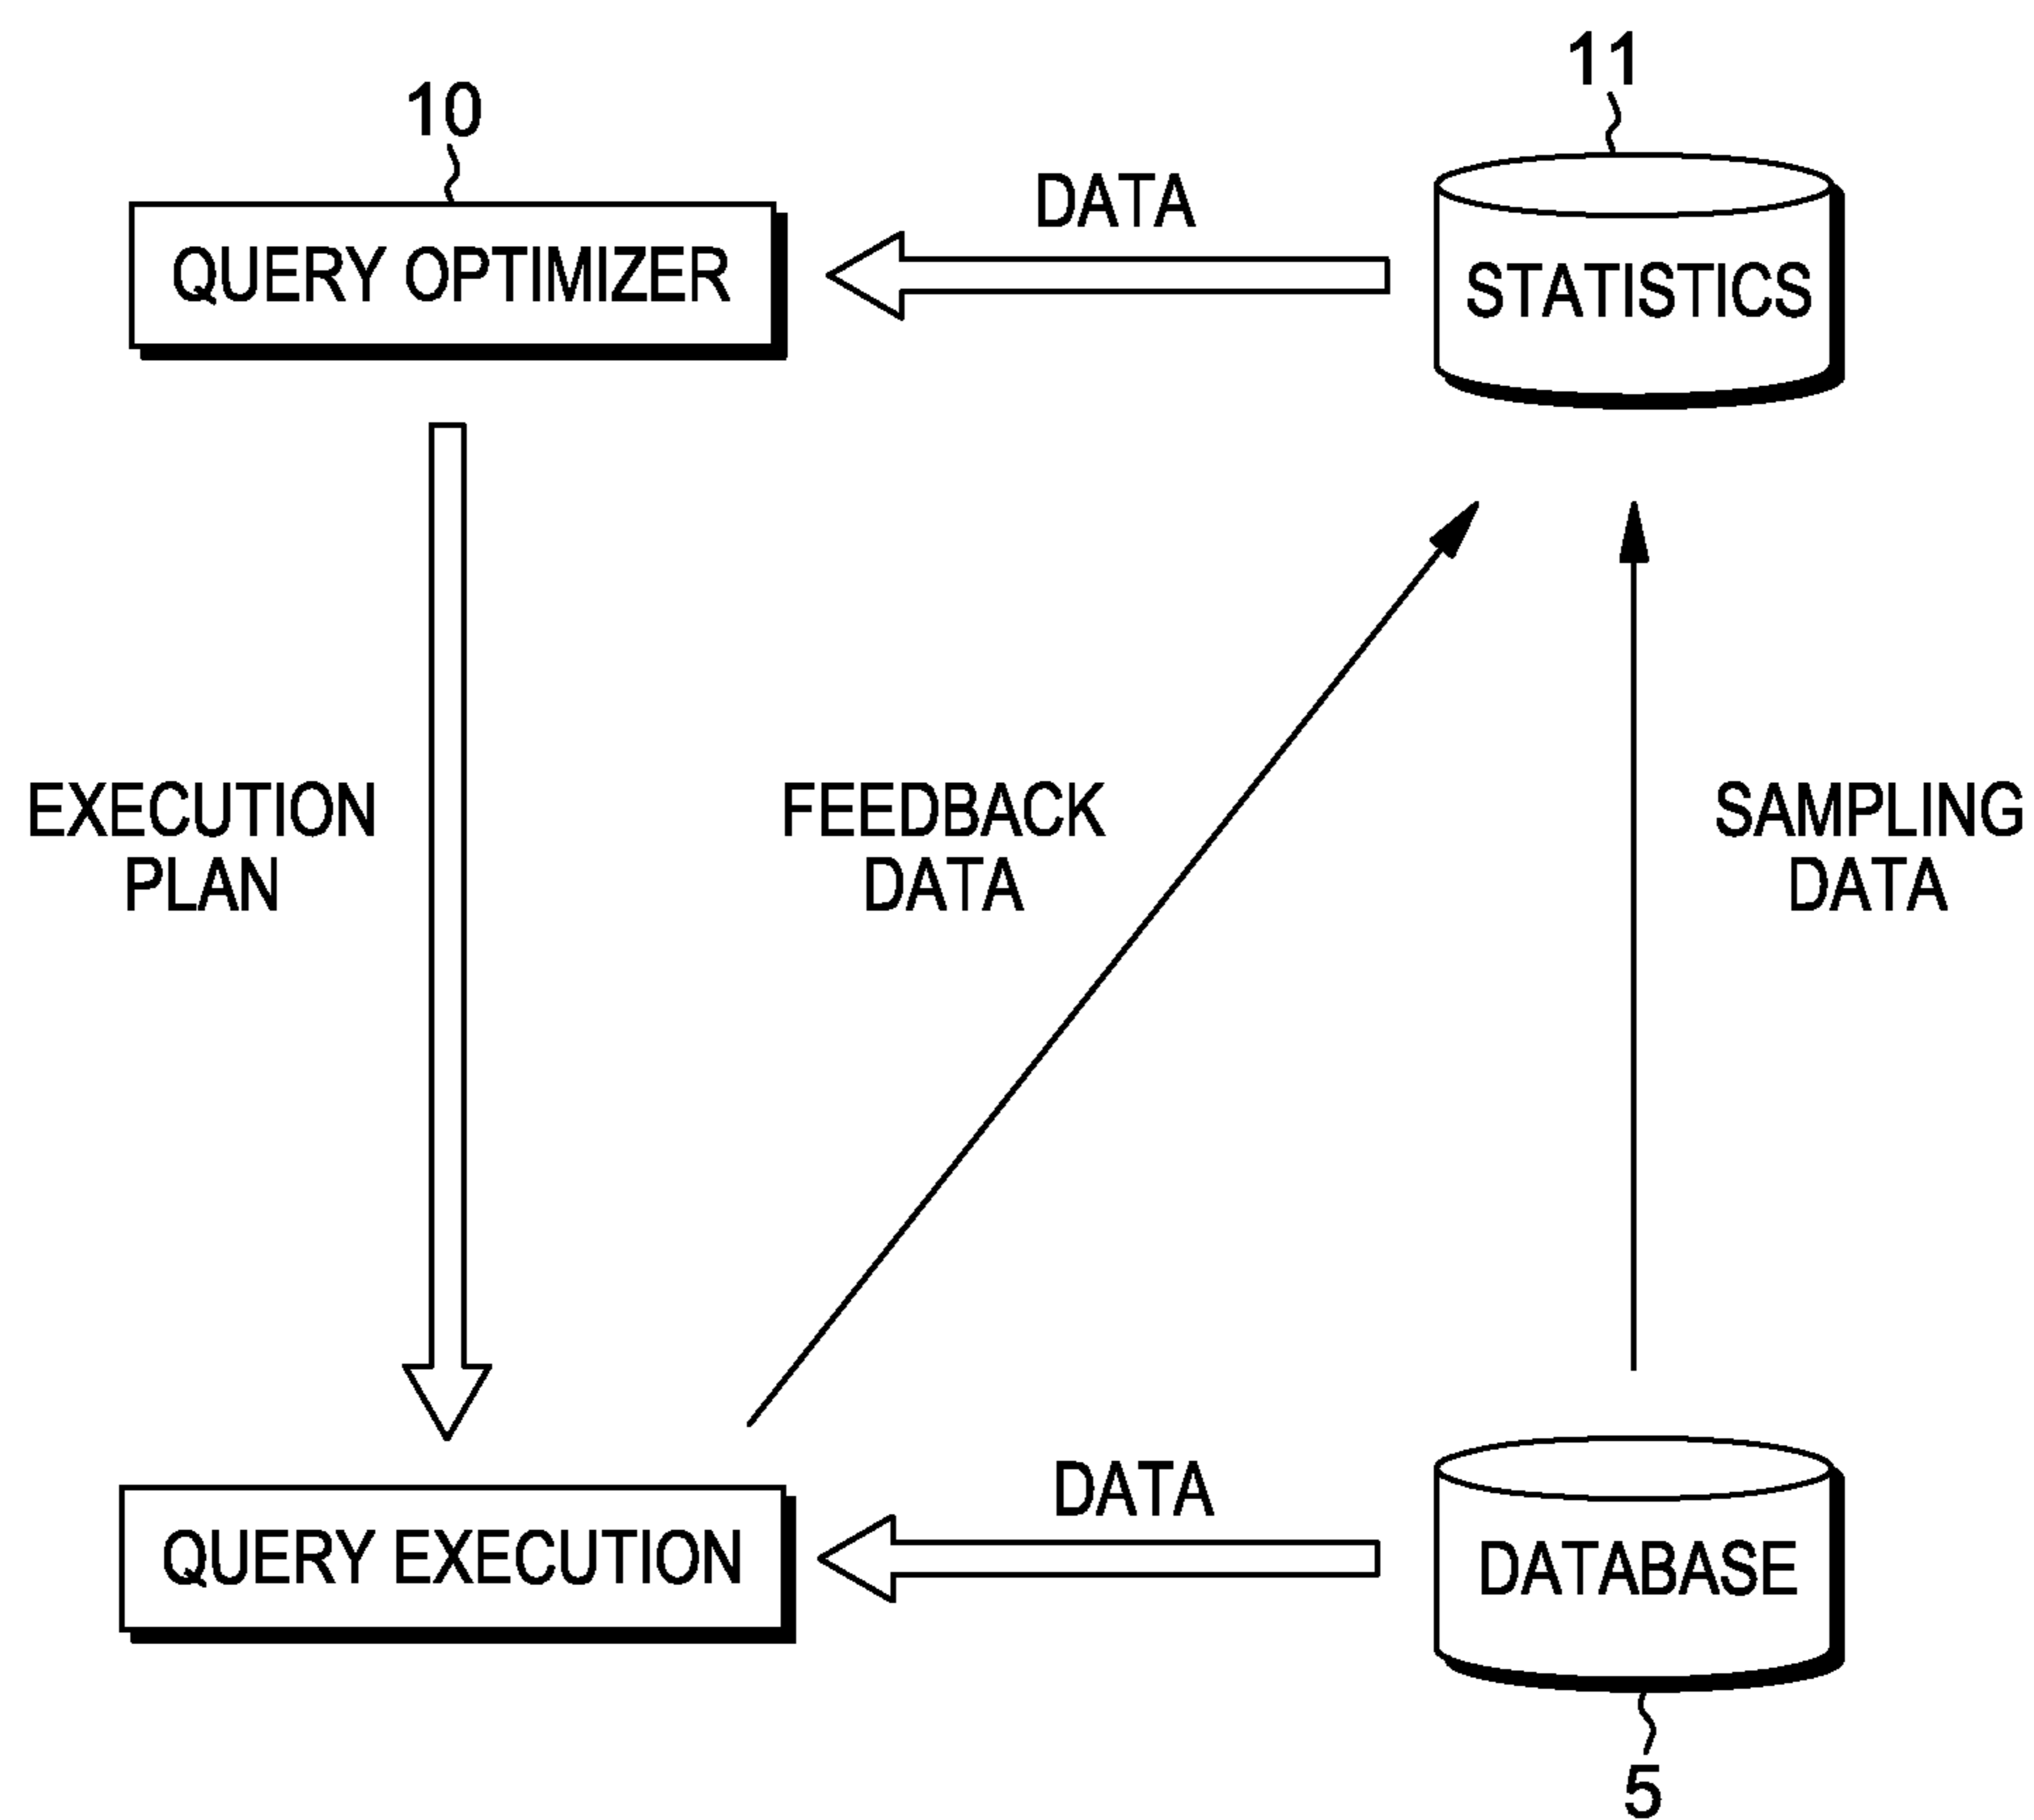 11
10
DATA
QUERY OPTIMIZER
STATISTICS
EXECUTION
PLAN
FEEDBACK
DATA
SAMPLING
DATA
DATA
QUERY EXECUTION
DATABASE
5